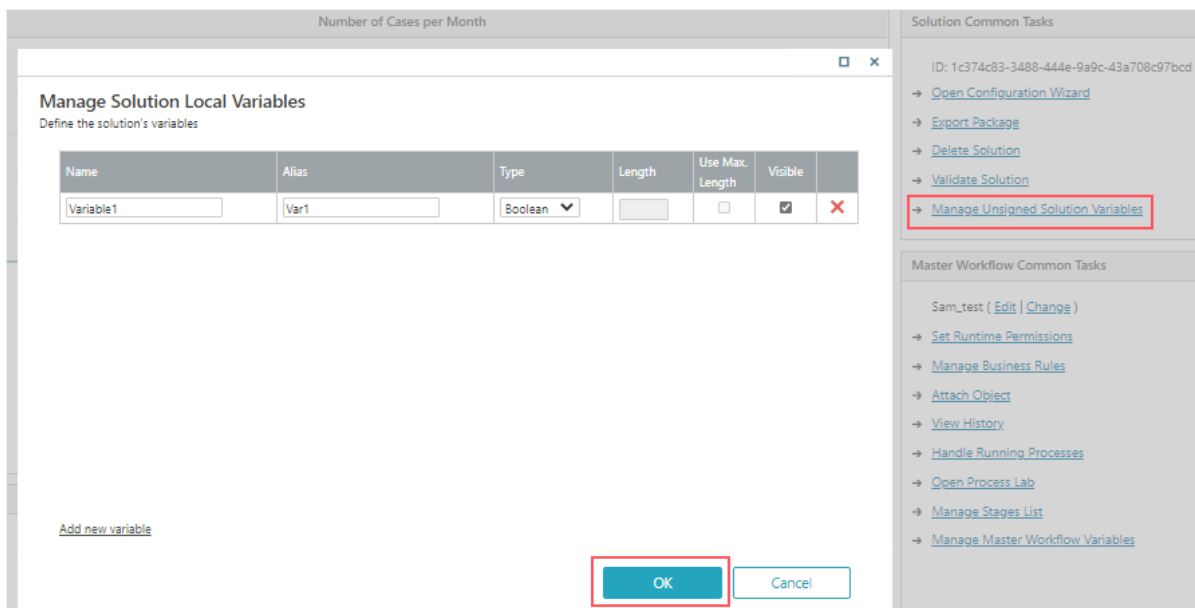 Number of Cases per Month
Manage Solution Local Variables
Define the solution's variables
Name Alias Type Length Use Max. Length Visible
Variable1 Var1 Boolean
Add new variable
OK Cancel
Solution Common Tasks
ID: 1c374c83-3488-444e-9a9c-43a708c97bcd
Open Configuration Wizard
Export Package
Delete Solution
Validate Solution
Manage Unsigned Solution Variables
Master Workflow Common Tasks
Sam_test ( Edit | Change )
Set Runtime Permissions
Manage Business Rules
Attach Object
View History
Handle Running Processes
Open Process Lab
Manage Stages List
Manage Master Workflow Variables